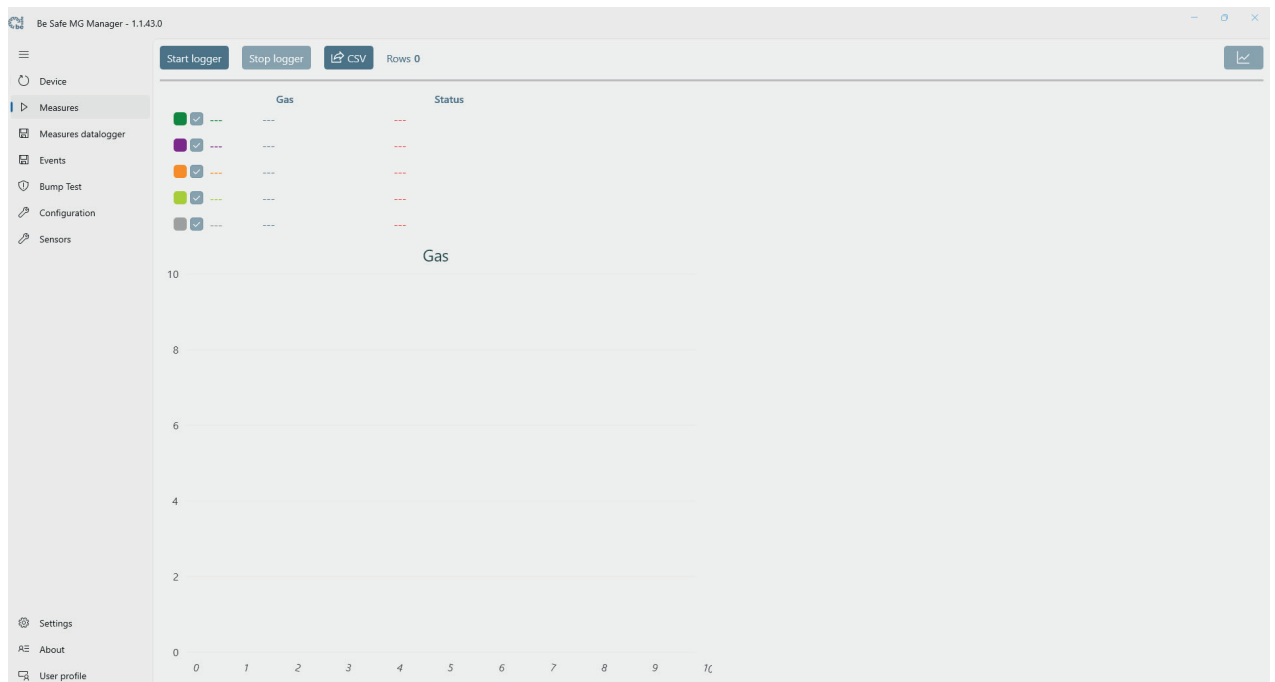 Be Safe MG Manager - 1.1.43.0
Device
Measures
Measures datalogger
Events
Bump Test
Configuration
Sensors
Settings
About
User profile
Start logger Stop logger CSV Rows 0
Gas Status
--- --- ---
--- --- ---
--- --- ---
--- --- ---
--- --- ---
Gas
10
8
6
4
2
0
0 1 2 3 4 5 6 7 8 9 10